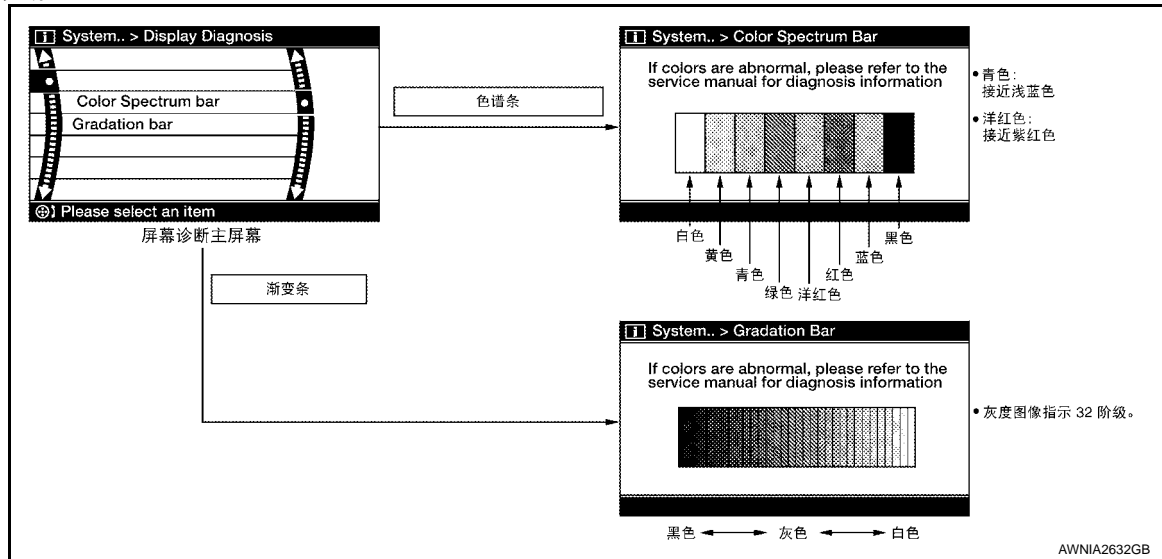 System.. > Display Diagnosis
Color Spectrum bar
Gradation bar
Please select an item
屏幕诊断主屏幕
色谱条
System.. > Color Spectrum Bar
If colors are abnormal, please refer to the
service manual for diagnosis information
白色
黄色
青色
绿色
洋红色
红色
蓝色
黑色
• 青色：
接近浅蓝色
• 洋红色：
接近紫红色
渐变条
System.. > Gradation Bar
If colors are abnormal, please refer to the
service manual for diagnosis information
• 灰度图像指示 32 阶级。
黑色 灰色 白色
AWNIA2632GB